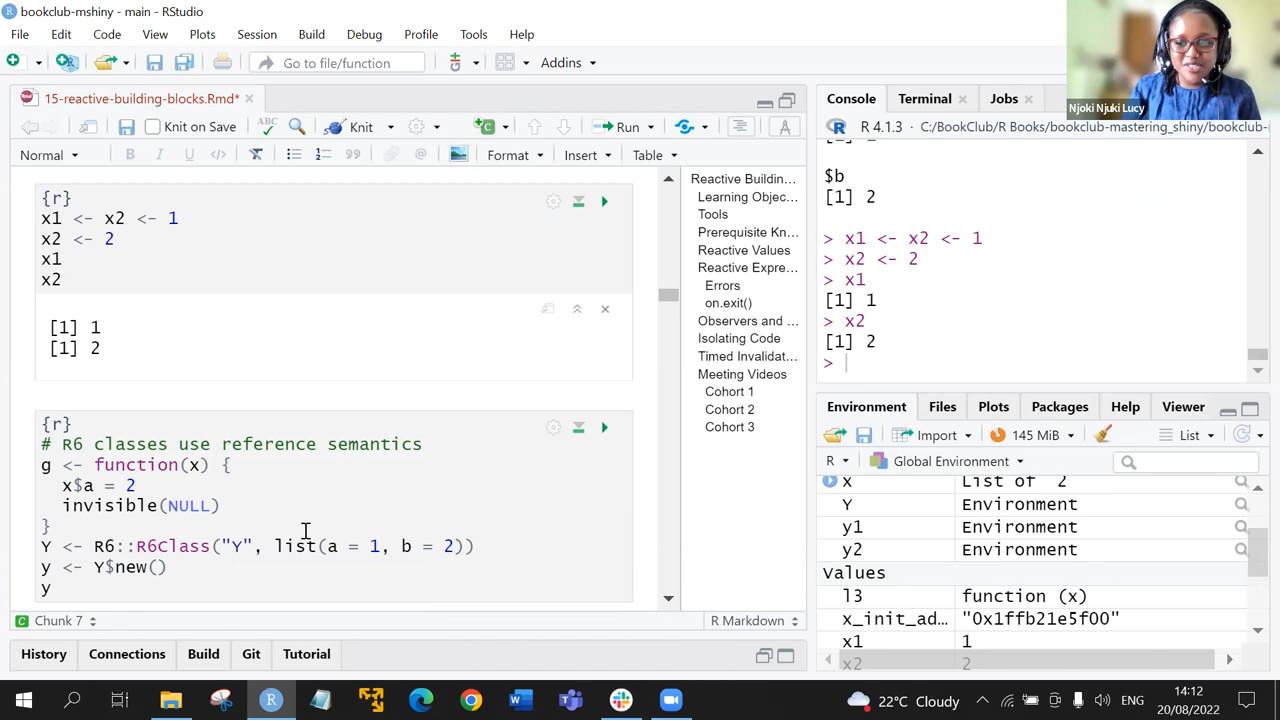 bookclub-mshiny - main - RStudio
File Edit Code View Plots Session Build Debug Profile Tools Help
Go to file/function Addins
15-reactive-building-blocks.Rmd*
Knit on Save ABC Knit Run
Normal B I U </> Format Insert Table
{r}
x1 <- x2 <- 1
x2 <- 2
x1
x2
[1] 1
[1] 2
{r}
# R6 classes use reference semantics
g <- function(x) {
x$a = 2
invisible(NULL)
}
Y <- R6::R6Class("Y", list(a = 1, b = 2))
y <- Y$new()
y
Chunk 7 R Markdown
Reactive Buildin...
Learning Objec...
Tools
Prerequisite Kn...
Reactive Values
Reactive Expre...
Errors
on.exit()
Observers and ...
Isolating Code
Timed Invalidat...
Meeting Videos
Cohort 1
Cohort 2
Cohort 3
History Connections Build Git Tutorial
Njoki Njuki Lucy
Console Terminal Jobs
R 4.1.3 · C:/BookClub/R Books/bookclub-mastering_shiny/bookclub-
$b
[1] 2
> x1 <- x2 <- 1
> x2 <- 2
> x1
[1] 1
> x2
[1] 2
>
Environment Files Plots Packages Help Viewer
Import 145 MiB List
R Global Environment
x List of 2
Y Environment
y1 Environment
y2 Environment
Values
l3 function (x)
x_init_ad… "0x1ffb21e5f00"
x1 1
x2 2
22°C Cloudy ENG 14:12
20/08/2022